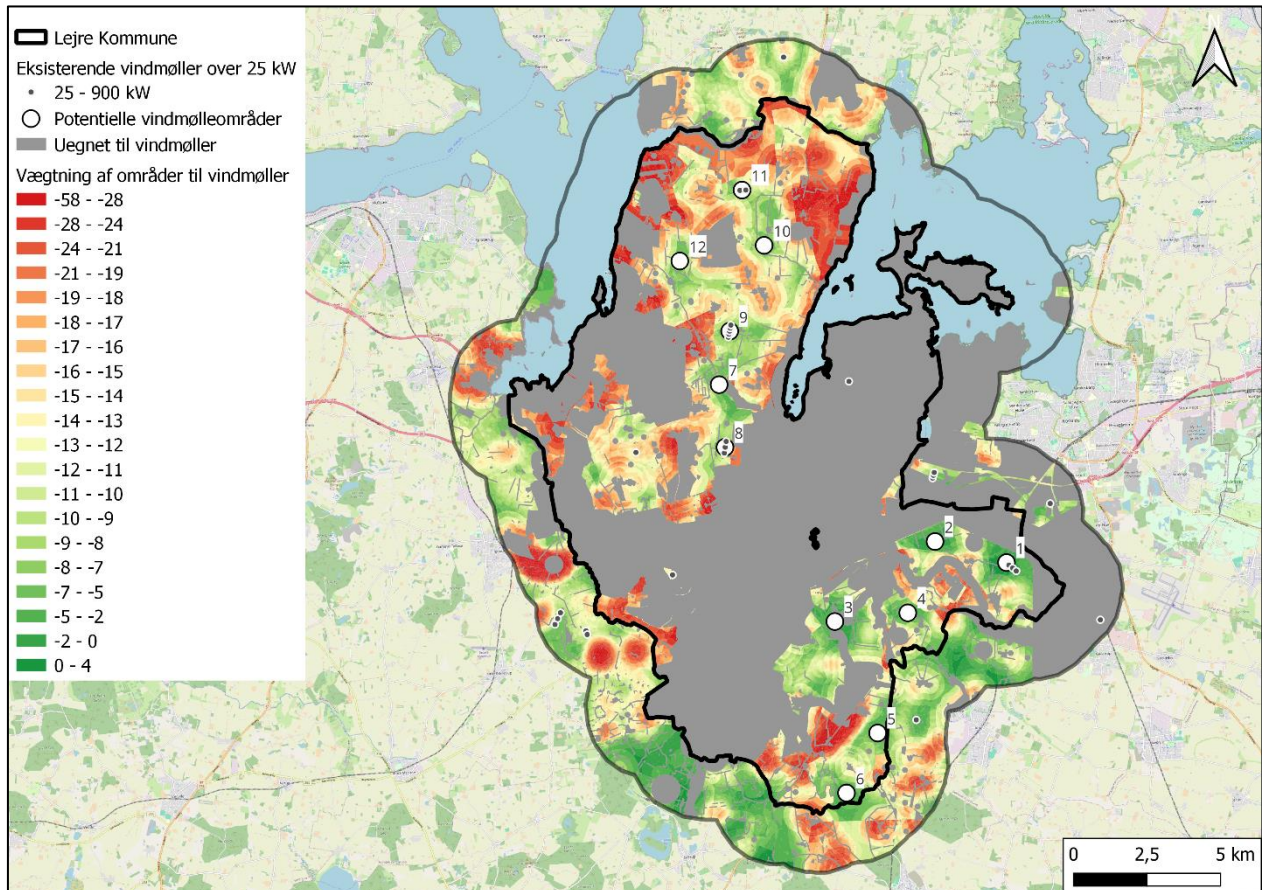 Lejre Kommune
Eksisterende vindmøller over 25 kW
25 - 900 kW
Potentielle vindmølleområder
Uegnet til vindmøller
Vægtning af områder til vindmøller
-58 - -28
-28 - -24
-24 - -21
-21 - -19
-19 - -18
-18 - -17
-17 - -16
-16 - -15
-15 - -14
-14 - -13
-13 - -12
-12 - -11
-11 - -10
-10 - -9
-9 - -8
-8 - -7
-7 - -5
-5 - -2
-2 - 0
0 - 4
N
11
10
12
9
7
8
2
1
4
3
5
6
0 2,5 5 km